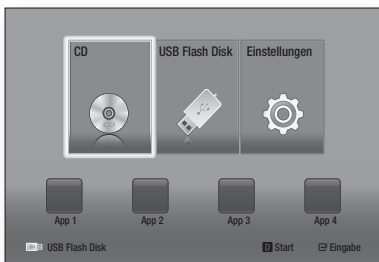 CD USB Flash Disk Einstellungen
App 1 App 2 App 3 App 4
USB Flash Disk D Start Eingabe